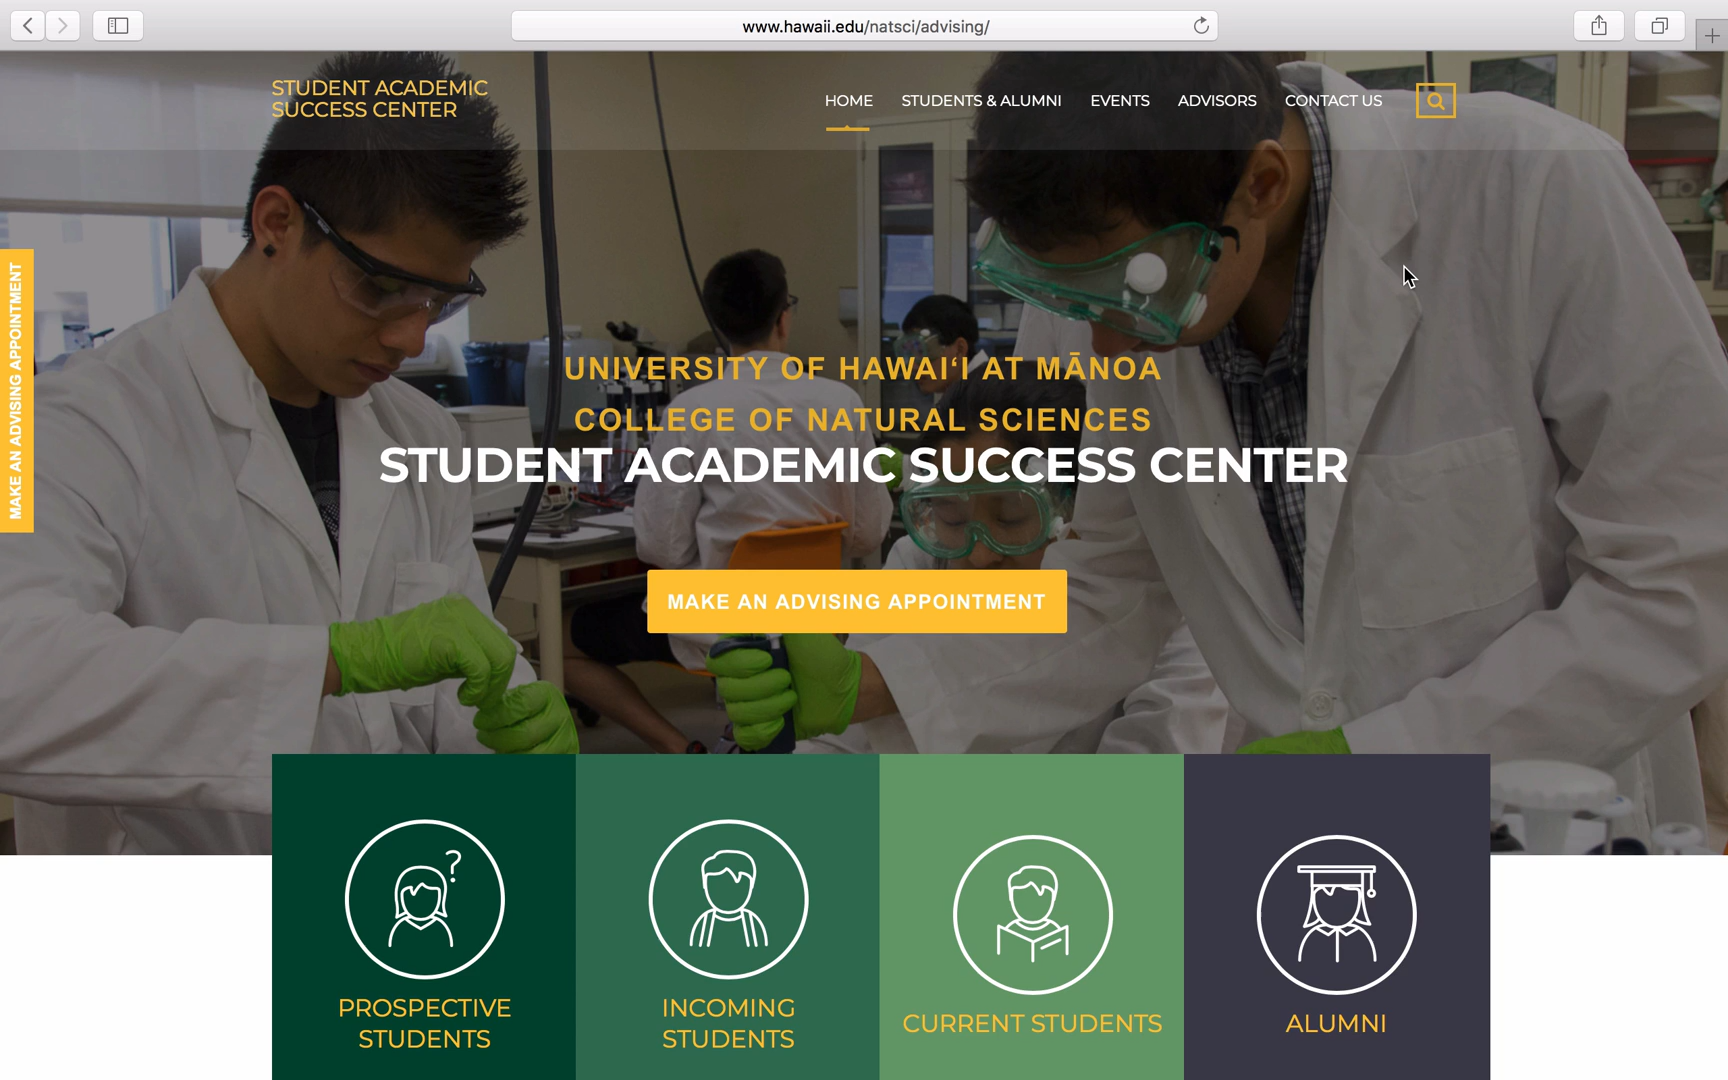 www.hawaii.edu/natsci/advising/
STUDENT ACADEMIC
SUCCESS CENTER
HOME
STUDENTS & ALUMNI
EVENTS
ADVISORS
CONTACT US
MAKE AN ADVISING APPOINTMENT
UNIVERSITY OF HAWAI‘I AT MĀNOA
COLLEGE OF NATURAL SCIENCES
STUDENT ACADEMIC SUCCESS CENTER
MAKE AN ADVISING APPOINTMENT
?
PROSPECTIVE
STUDENTS
INCOMING
STUDENTS
CURRENT STUDENTS
ALUMNI